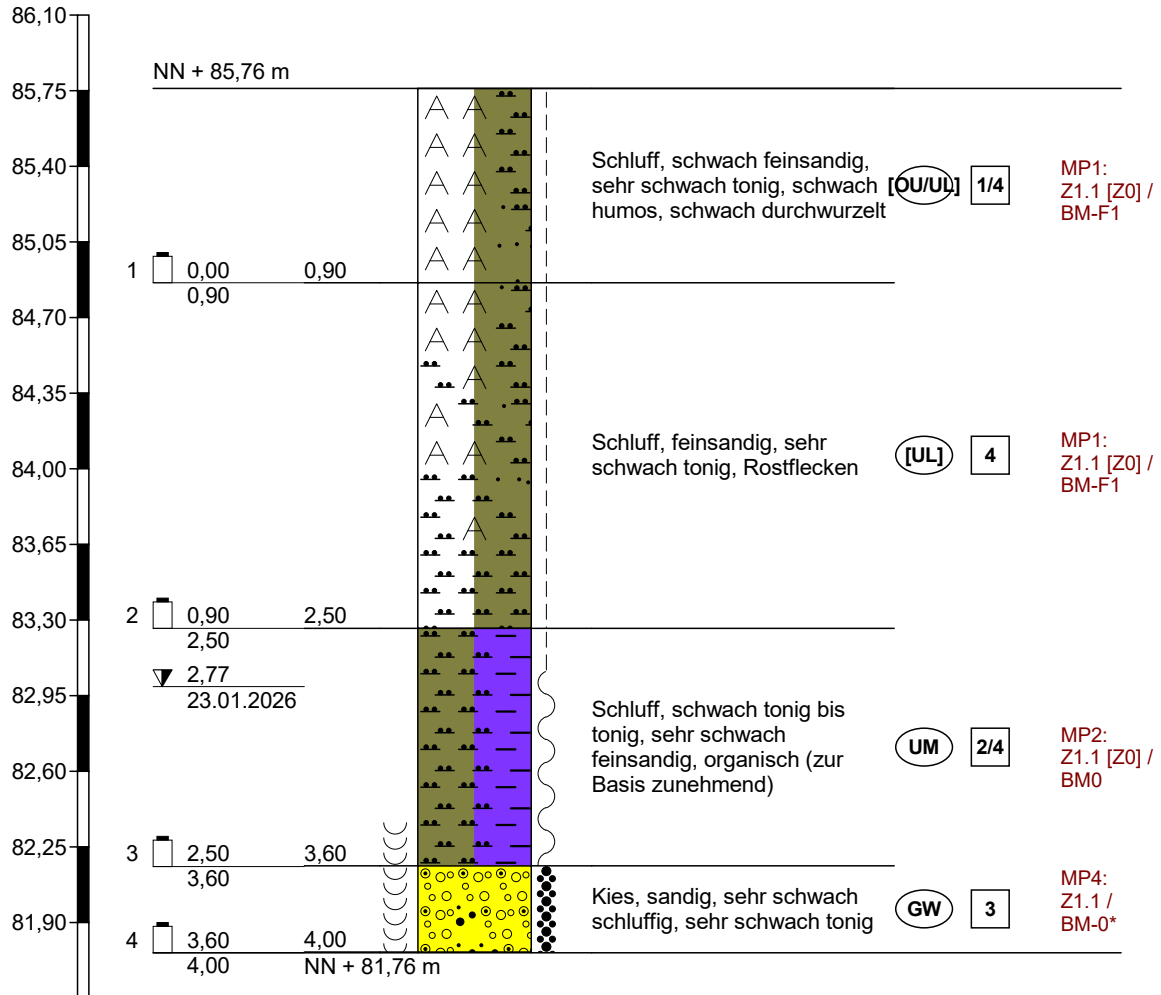 86,10
NN + 85,76 m
85,75
85,40
Schluff, schwach feinsandig,
sehr schwach tonig, schwach
humos, schwach durchwurzelt
[OU/UL]
1/4
MP1:
Z1.1 [Z0] /
BM-F1
85,05
1
0,00
0,90
0,90
84,70
84,35
84,00
Schluff, feinsandig, sehr
schwach tonig, Rostflecken
[UL]
4
MP1:
Z1.1 [Z0] /
BM-F1
83,65
83,30
2
0,90
2,50
2,50
2,77
23.01.2026
82,95
Schluff, schwach tonig bis
tonig, sehr schwach
feinsandig, organisch (zur
Basis zunehmend)
UM
2/4
MP2:
Z1.1 [Z0] /
BM0
82,60
82,25
3
2,50
3,60
3,60
81,90
Kies, sandig, sehr schwach
schluffig, sehr schwach tonig
GW
3
MP4:
Z1.1 /
BM-0*
4
3,60
4,00
4,00
NN + 81,76 m